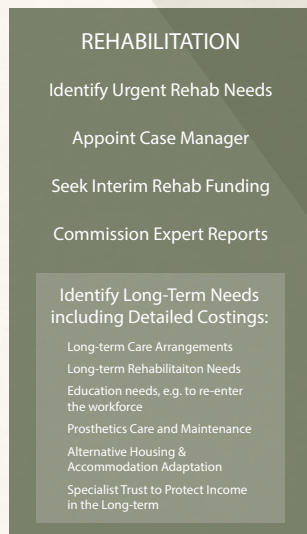 REHABILITATION
Identify Urgent Rehab Needs
Appoint Case Manager
Seek Interim Rehab Funding
Commission Expert Reports
Identify Long-Term Needs
including Detailed Costings:
Long-term Care Arrangements
Long-term Rehabilitaiton Needs
Education needs, e.g. to re-enter
the workforce
Prosthetics Care and Maintenance
Alternative Housing &
Accommodation Adaptation
Specialist Trust to Protect Income
in the Long-term